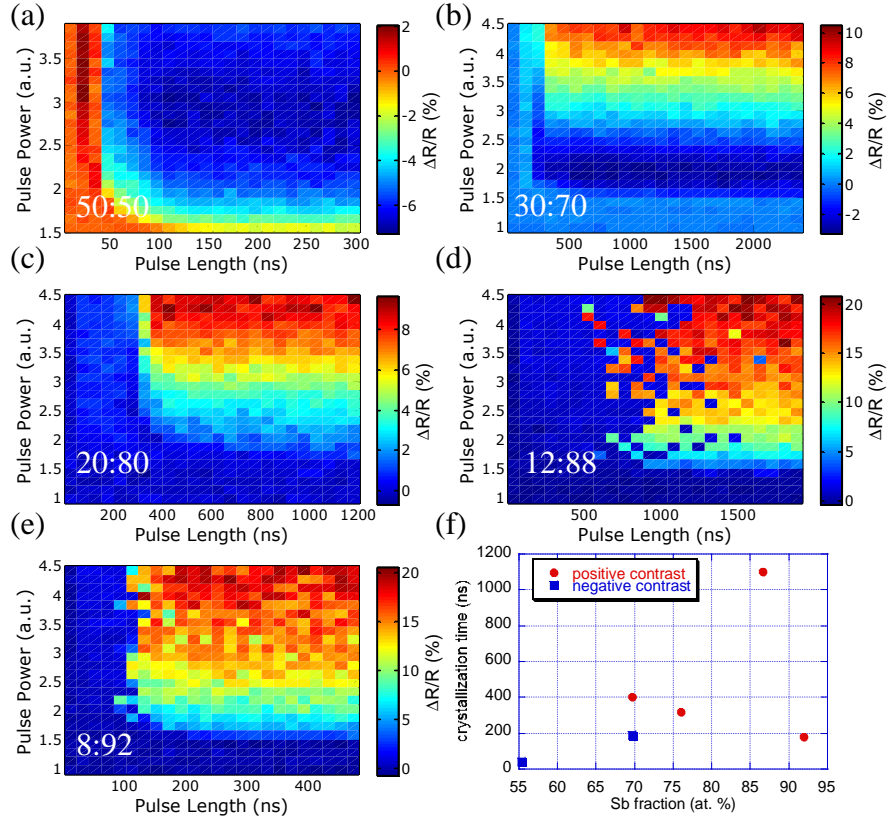 (a)
Pulse Power (a.u.)
3.5
3
2.5
2
1.5
50:50
50 100 150 200 250 300
Pulse Length (ns)
2
0
-2
-4
-6
ΔR/R (%)
(b)
Pulse Power (a.u.)
4.5
4
3.5
3
2.5
2
1.5
1
30:70
500 1000 1500 2000
Pulse Length (ns)
10
8
6
4
2
0
-2
ΔR/R (%)
(c)
Pulse Power (a.u.)
4.5
4
3.5
3
2.5
2
1.5
1
20:80
200 400 600 800 1000 1200
Pulse Length (ns)
8
6
4
2
0
ΔR/R (%)
(d)
Pulse Power (a.u.)
4.5
4
3.5
3
2.5
2
1.5
1
12:88
500 1000 1500
Pulse Length (ns)
20
15
10
5
0
ΔR/R (%)
(e)
Pulse Power (a.u.)
4.5
4
3.5
3
2.5
2
1.5
1
8:92
100 200 300 400
Pulse Length (ns)
20
15
10
5
0
ΔR/R (%)
(f)
crystallization time (ns)
1200
1000
800
600
400
200
0
positive contrast
negative contrast
55 60 65 70 75 80 85 90 95
Sb fraction (at. %)